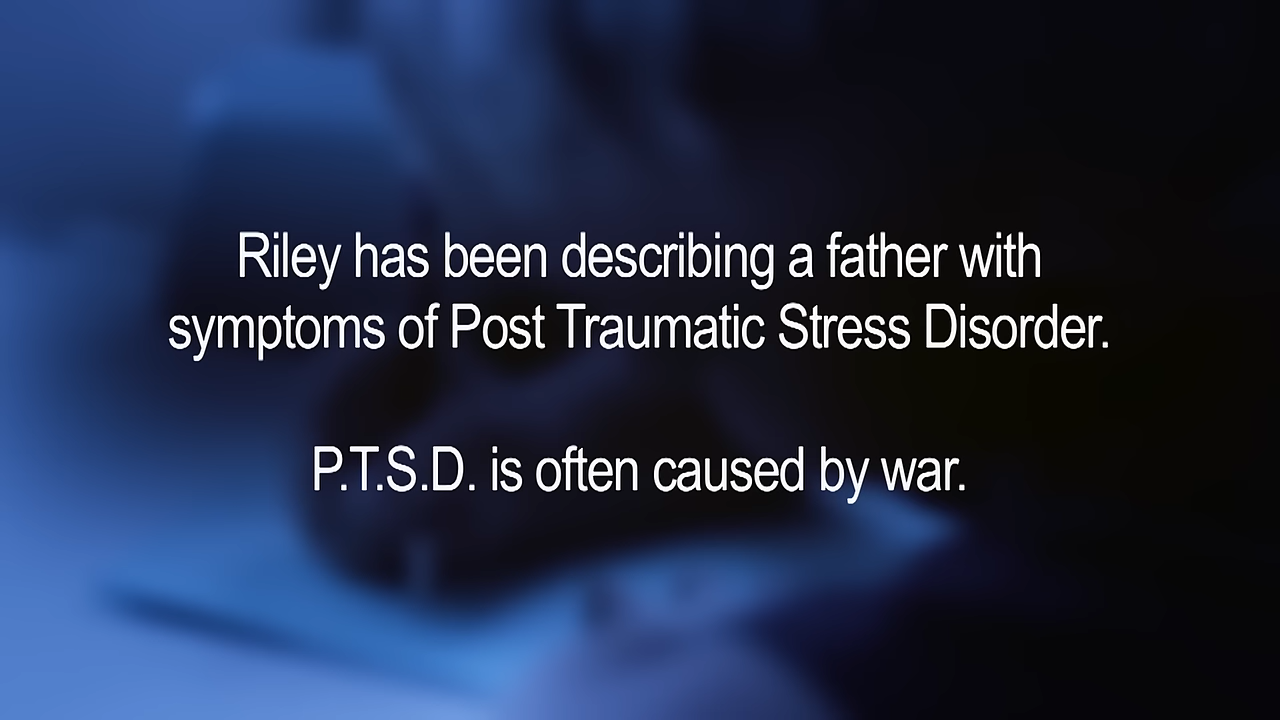 Riley has been describing a father with
symptoms of Post Traumatic Stress Disorder.
P.T.S.D. is often caused by war.